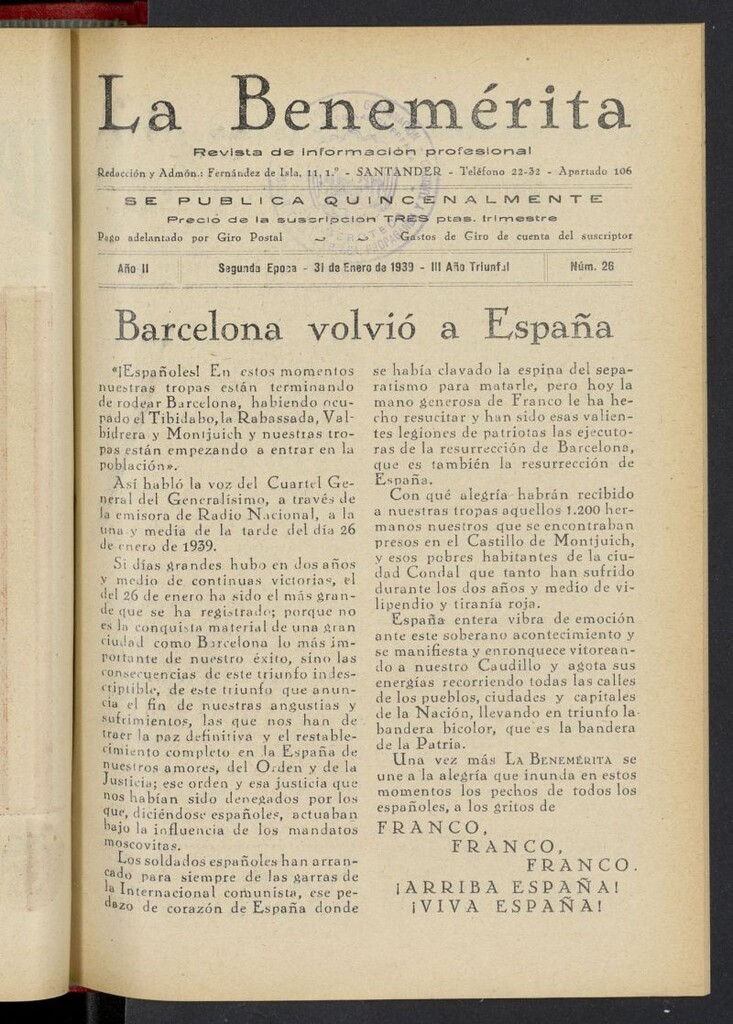 La Benemérita
Revista de información profesional
Redacción y Admón.: Fernández de Isla, 11, 1.º - SANTANDER - Teléfono 22-32 - Apartado 106
SE PUBLICA QUINCENALMENTE
Precio de la suscripción TRES ptas. trimestre
Pago adelantado por Giro Postal Gastos de Giro de cuenta del suscriptor
Año II Segunda Epoca - 31 de Enero de 1939 - III Año Triunfal Núm. 26
Barcelona volvió a España
«¡Españoles! En estos momentos
nuestras tropas están terminando
de rodear Barcelona, habiendo ocu-
pado el Tibidabo, la Rabassada, Val-
bidrera y Montjuich y nuestras tro-
pas están empezando a entrar en la
población».
Así habló la voz del Cuartel Ge-
neral del Generalísimo, a través de
la emisora de Radio Nacional, a la
una y media de la tarde del día 26
de enero de 1939.
Si días grandes hubo en dos años
y medio de continuas victorias, el
del 26 de enero ha sido el más gran-
de que se ha registrado; porque no
es la conquista material de una gran
ciudad como Barcelona lo más im-
portante de nuestro éxito, sino las
consecuencias de este triunfo indes-
criptible, de este triunfo que anun-
cia el fin de nuestras angustias y
sufrimientos, las que nos han de
traer la paz definitiva y el restable-
cimiento completo en la España de
nuestros amores, del Orden y de la
Justicia; ese orden y esa justicia que
nos habían sido denegados por los
que, diciéndose españoles, actuaban
bajo la influencia de los mandatos
moscovitas.
Los soldados españoles han arran-
cado para siempre de las garras de
la Internacional comunista, ese pe-
dazo de corazón de España donde
se había clavado la espina del sepa-
ratismo para matarle, pero hoy la
mano generosa de Franco le ha he-
cho resucitar y han sido esas valien-
tes legiones de patriotas las ejecuto-
ras de la resurrección de Barcelona,
que es también la resurrección de
España.
Con qué alegría habrán recibido
a nuestras tropas aquellos 1.200 her-
manos nuestros que se encontraban
presos en el Castillo de Montjuich,
y esos pobres habitantes de la ciu-
dad Condal que tanto han sufrido
durante los dos años y medio de vi-
lipendio y tiranía roja.
España entera vibra de emoción
ante este soberano acontecimiento y
se manifiesta y enronquece vitorean-
do a nuestro Caudillo y agota sus
energías recorriendo todas las calles
de los pueblos, ciudades y capitales
de la Nación, llevando en triunfo la
bandera bicolor, que es la bandera
de la Patria.
Una vez más LA BENEMÉRITA se
une a la alegría que inunda en estos
momentos los pechos de todos los
españoles, a los gritos de
FRANCO,
FRANCO,
FRANCO.
¡ARRIBA ESPAÑA!
¡VIVA ESPAÑA!